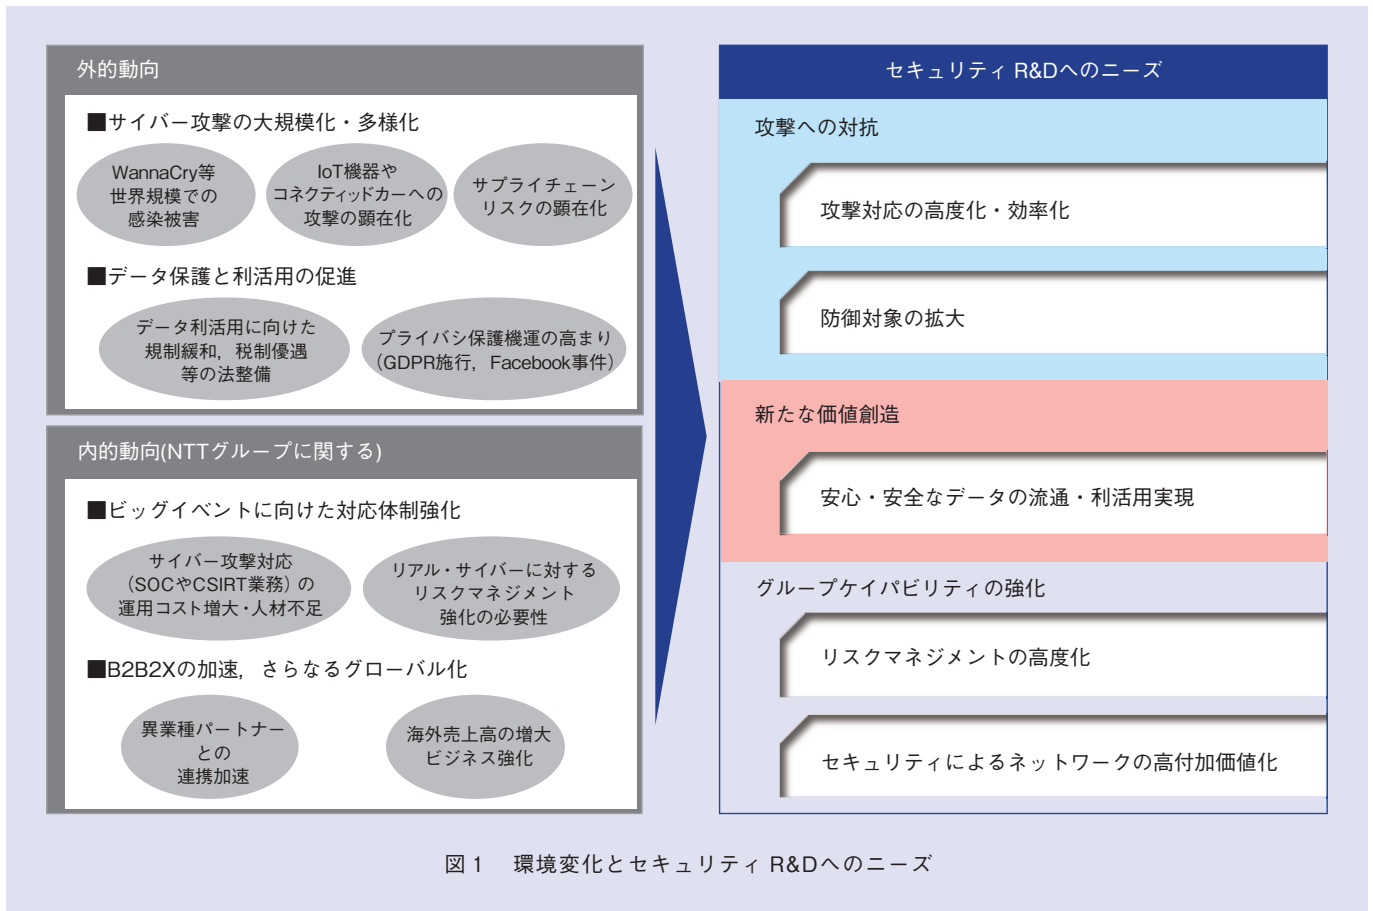 外的動向
■サイバー攻撃の大規模化・多様化
WannaCry等
世界規模での
感染被害
IoT機器や
コネクティッドカーへの
攻撃の顕在化
サプライチェーン
リスクの顕在化
■データ保護と利活用の促進
データ利活用に向けた
規制緩和，税制優遇
等の法整備
プライバシ保護機運の高まり
（GDPR施行，Facebook事件）
内的動向(NTTグループに関する)
■ビッグイベントに向けた対応体制強化
サイバー攻撃対応
（SOCやCSIRT業務）の
運用コスト増大・人材不足
リアル・サイバーに対する
リスクマネジメント
強化の必要性
■B2B2Xの加速，さらなるグローバル化
異業種パートナー
との
連携加速
海外売上高の増大
ビジネス強化
セキュリティ R&Dへのニーズ
攻撃への対抗
攻撃対応の高度化・効率化
防御対象の拡大
新たな価値創造
安心・安全なデータの流通・利活用実現
グループケイパビリティの強化
リスクマネジメントの高度化
セキュリティによるネットワークの高付加価値化
図 1　環境変化とセキュリティ R&Dへのニーズ